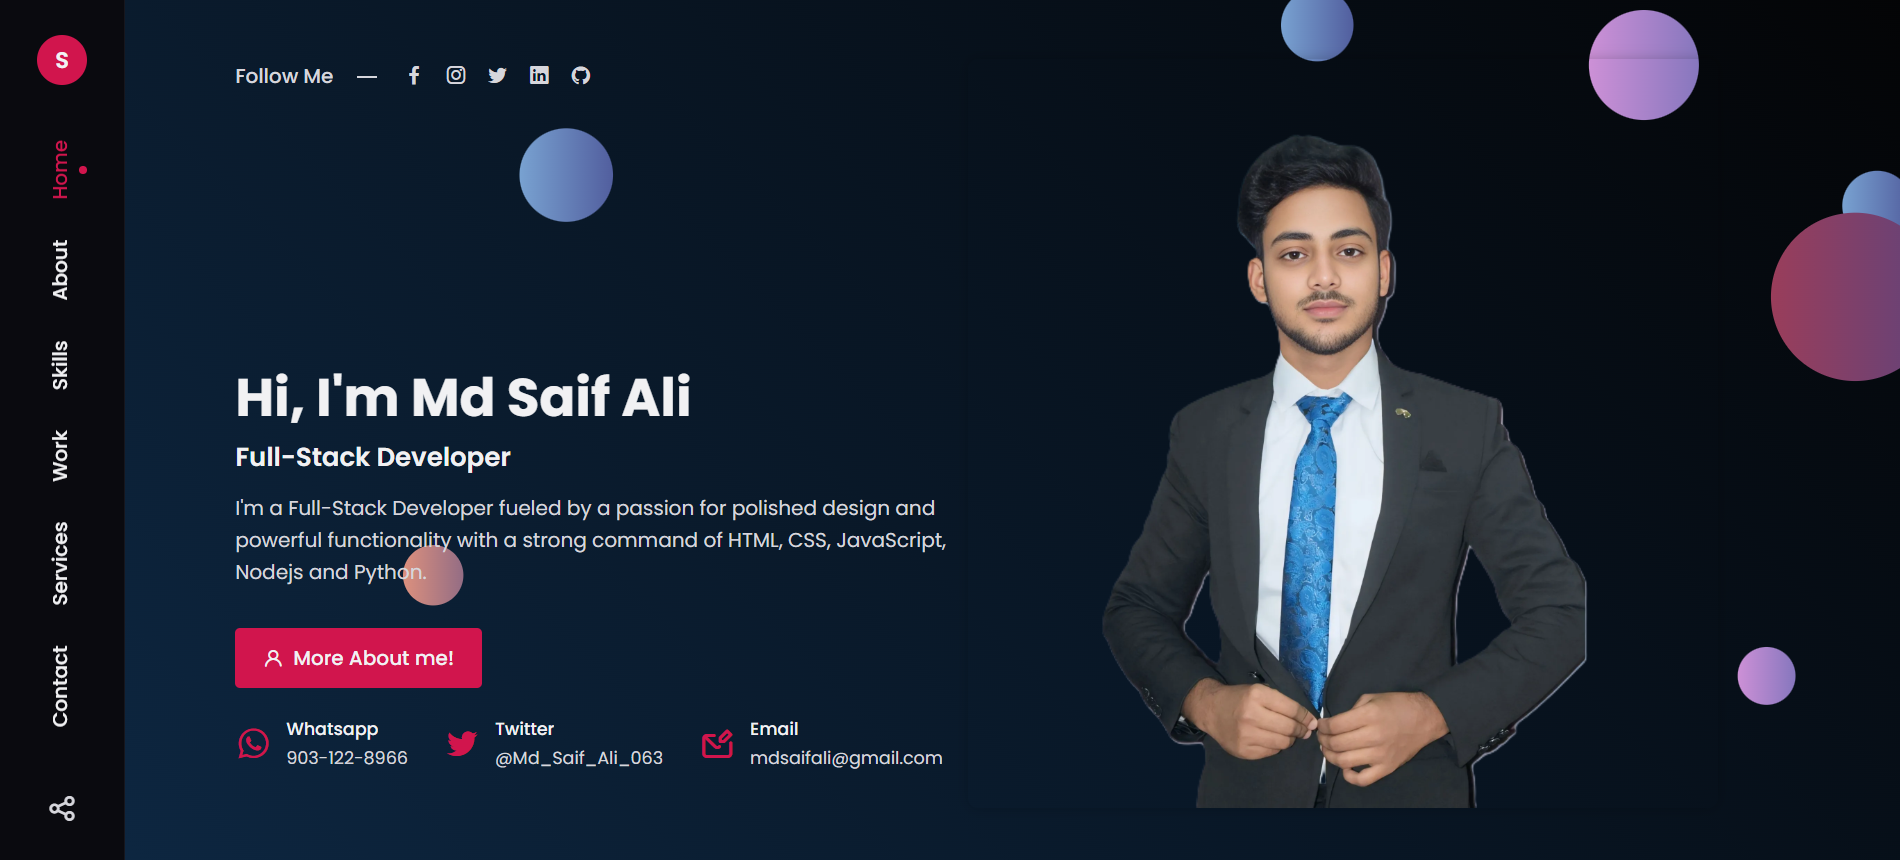 S
Home
About
Skills
Work
Services
Contact
Follow Me
Hi, I'm Md Saif Ali
Full-Stack Developer
I'm a Full-Stack Developer fueled by a passion for polished design and
powerful functionality with a strong command of HTML, CSS, JavaScript,
Nodejs and Python.
More About me!
Whatsapp
903-122-8966
Twitter
@Md_Saif_Ali_063
Email
mdsaifali@gmail.com